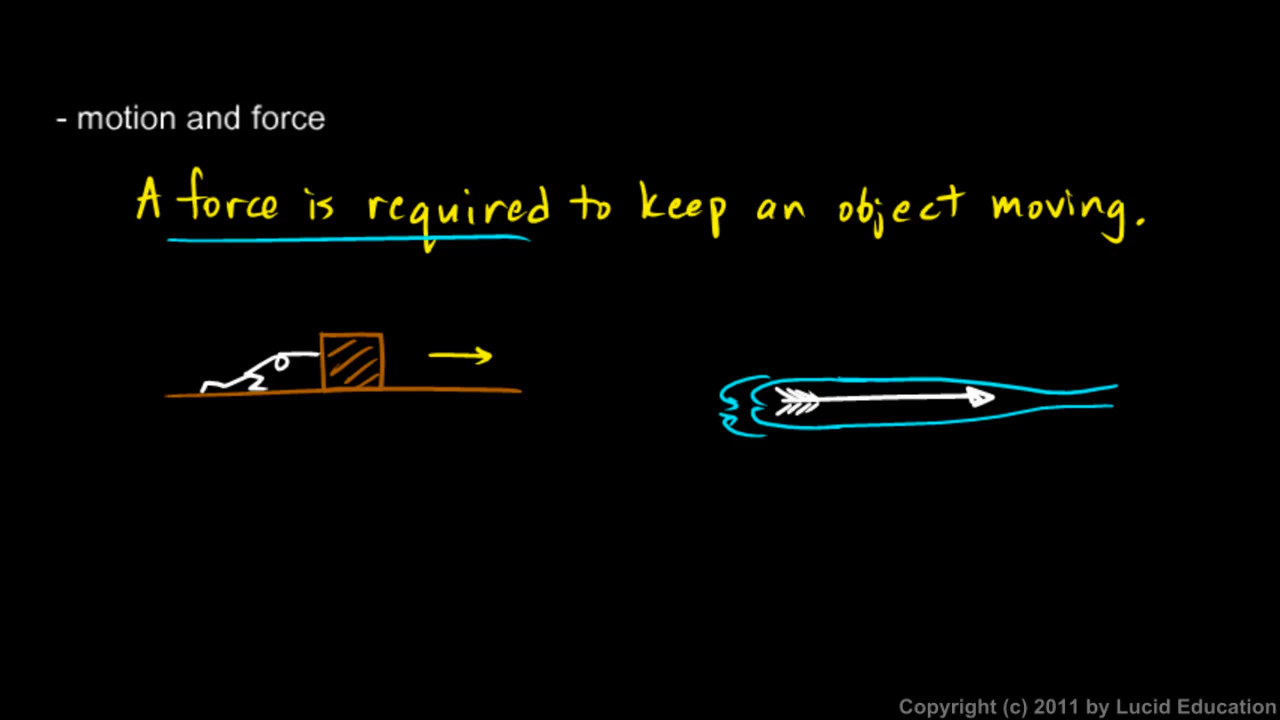 - motion and force
A force is required to keep an object moving.
Copyright (c) 2011 by Lucid Education